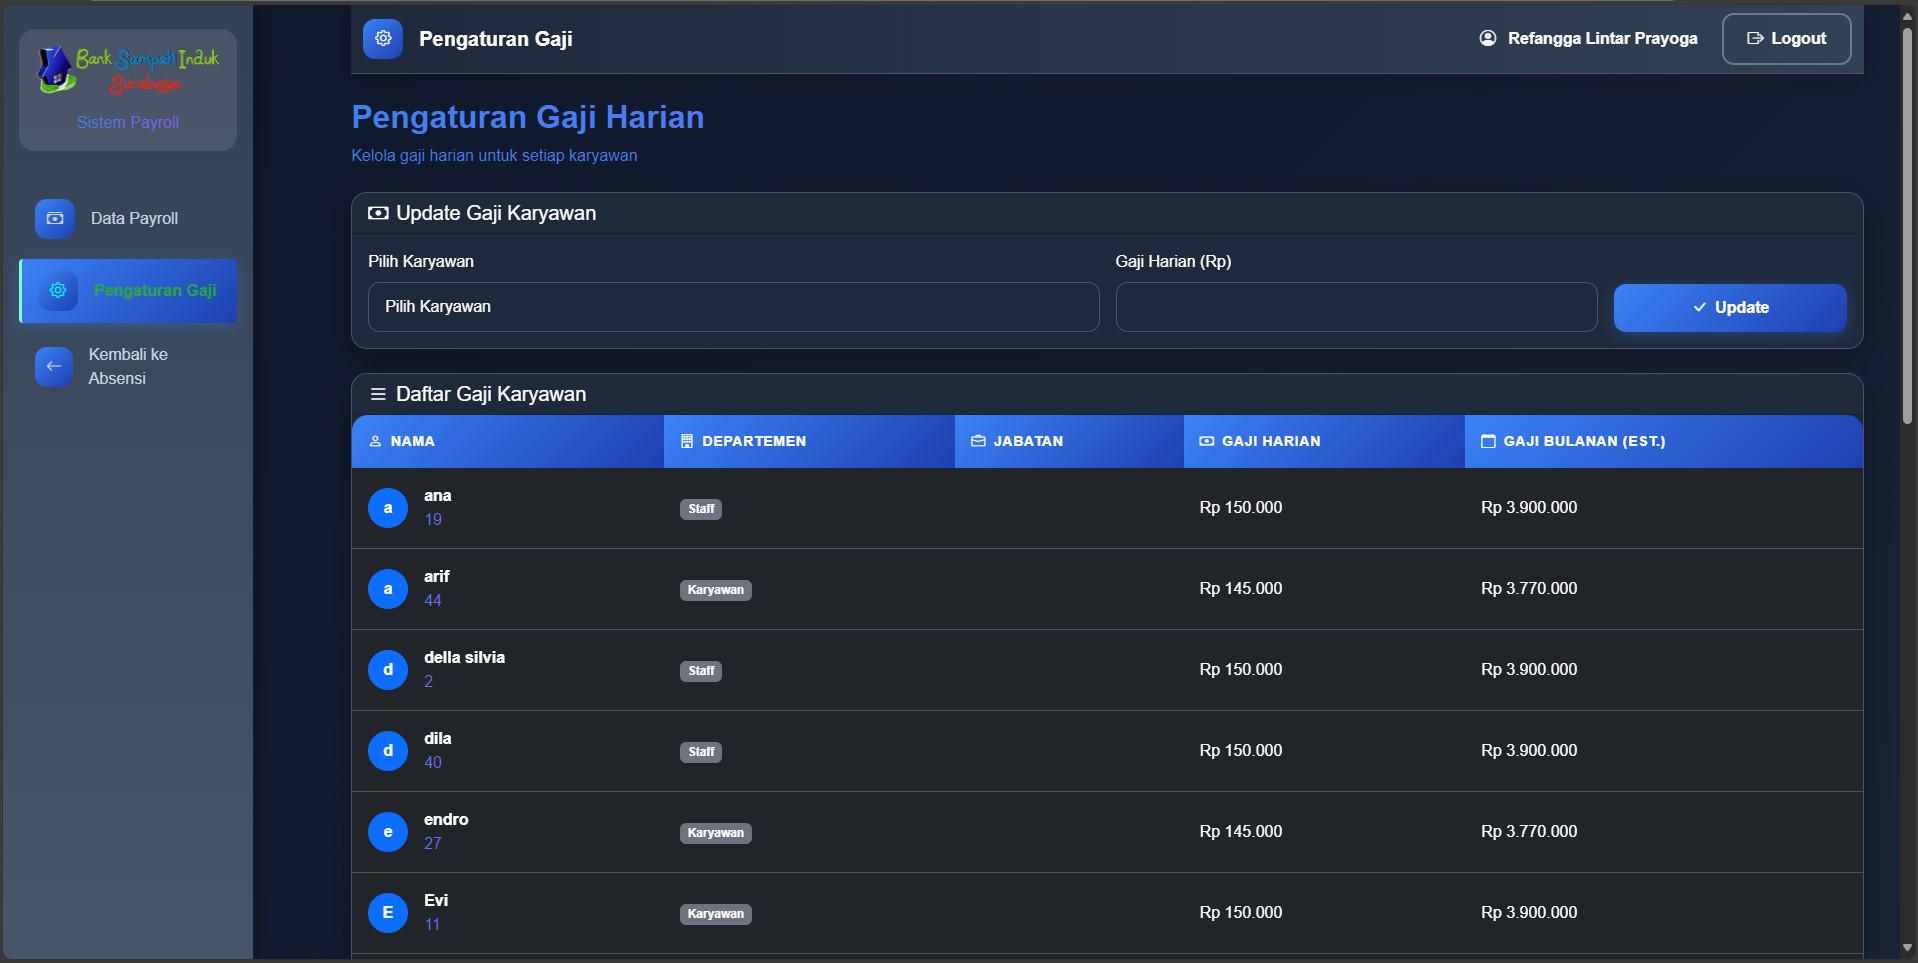 Bank Sampah Induk
Surabaya
Sistem Payroll
Data Payroll
Pengaturan Gaji
Kembali ke
Absensi
Pengaturan Gaji
Refangga Lintar Prayoga
Logout
Pengaturan Gaji Harian
Kelola gaji harian untuk setiap karyawan
Update Gaji Karyawan
Pilih Karyawan
Gaji Harian (Rp)
Pilih Karyawan
Update
Daftar Gaji Karyawan
NAMA DEPARTEMEN JABATAN GAJI HARIAN GAJI BULANAN (EST.)
a ana Staff Rp 150.000 Rp 3.900.000
19
a arif Karyawan Rp 145.000 Rp 3.770.000
44
d della silvia Staff Rp 150.000 Rp 3.900.000
2
d dila Staff Rp 150.000 Rp 3.900.000
40
e endro Karyawan Rp 145.000 Rp 3.770.000
27
E Evi Karyawan Rp 150.000 Rp 3.900.000
11